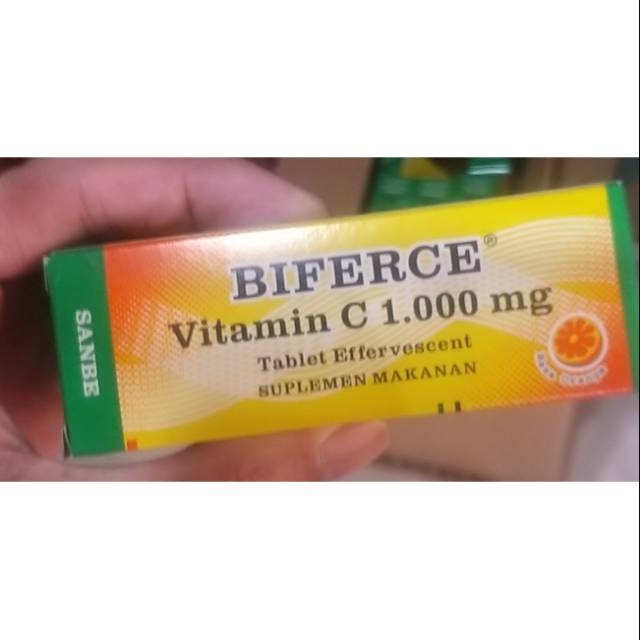 SANBE
BIFERCE®
Vitamin C 1.000 mg
Tablet Effervescent
SUPLEMEN MAKANAN